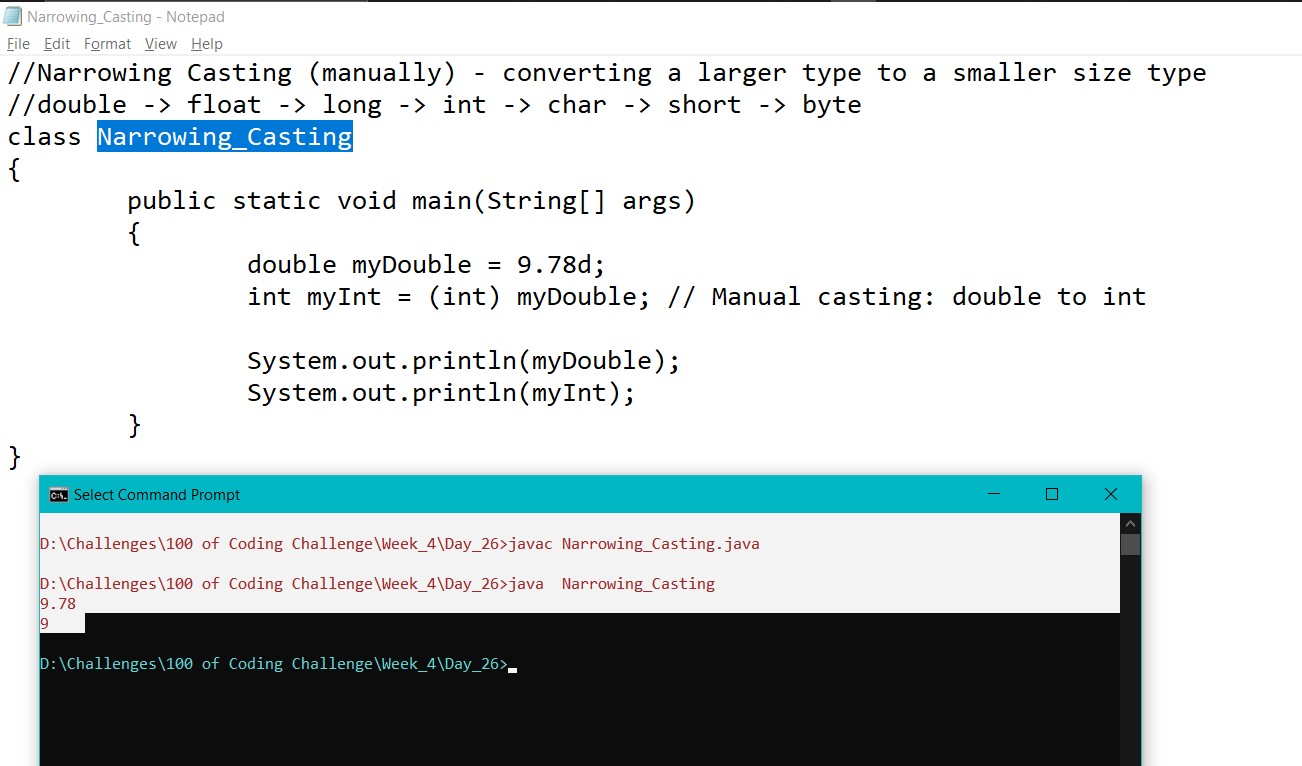 Narrowing_Casting - Notepad
File Edit Format View Help
//Narrowing Casting (manually) - converting a larger type to a smaller size type
//double -> float -> long -> int -> char -> short -> byte
class Narrowing_Casting
{
public static void main(String[] args)
{
double myDouble = 9.78d;
int myInt = (int) myDouble; // Manual casting: double to int
System.out.println(myDouble);
System.out.println(myInt);
}
}
Select Command Prompt
D:\Challenges\100 of Coding Challenge\Week_4\Day_26>javac Narrowing_Casting.java
D:\Challenges\100 of Coding Challenge\Week_4\Day_26>java  Narrowing_Casting
9.78
9
D:\Challenges\100 of Coding Challenge\Week_4\Day_26>